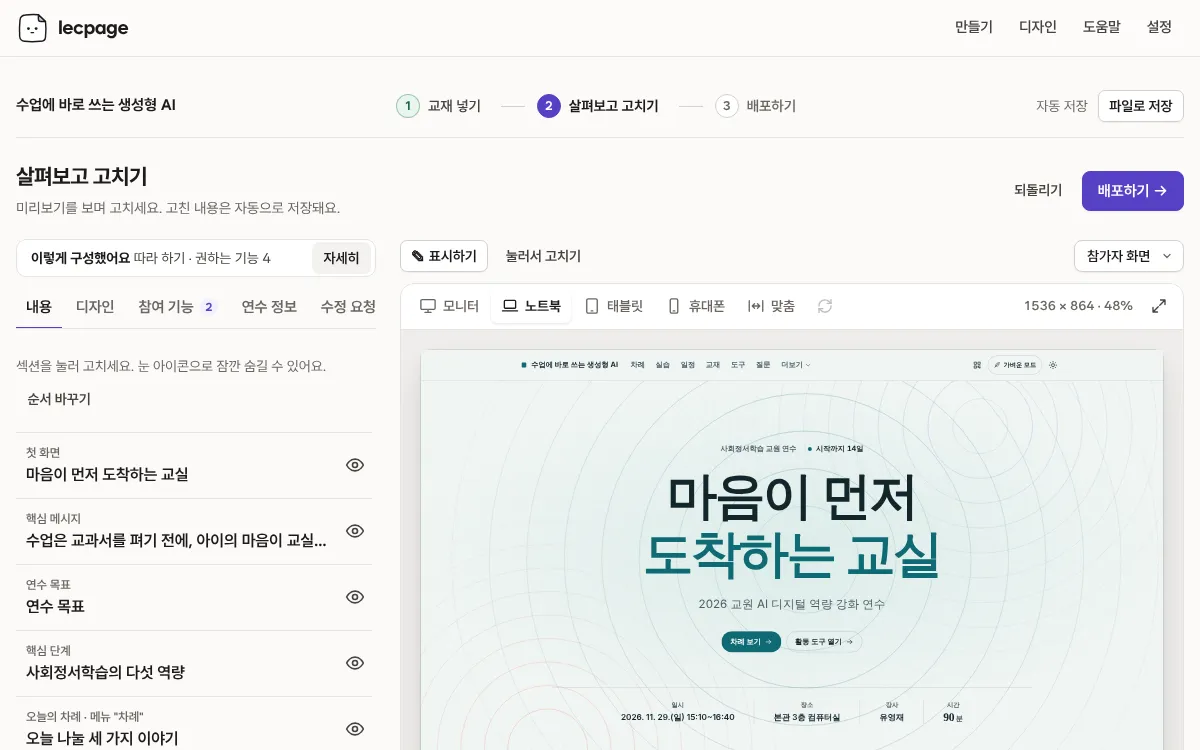 lecpage
만들기 디자인 도움말 설정
수업에 바로 쓰는 생성형 AI
1 교재 넣기
2 살펴보고 고치기
3 배포하기
자동 저장 파일로 저장
살펴보고 고치기
미리보기를 보며 고치세요. 고친 내용은 자동으로 저장돼요.
되돌리기 배포하기 →
이렇게 구성했어요 따라 하기 · 권하는 기능 4 자세히
표시하기 눌러서 고치기 참가자 화면
내용 디자인 참여 기능 2 연수 정보 수정 요청
모니터 노트북 태블릿 휴대폰 맞춤
1536 × 864 · 48%
섹션을 눌러 고치세요. 눈 아이콘으로 잠깐 숨길 수 있어요.
순서 바꾸기
첫 화면
마음이 먼저 도착하는 교실
핵심 메시지
수업은 교과서를 펴기 전에, 아이의 마음이 교실...
연수 목표
연수 목표
핵심 단계
사회정서학습의 다섯 역량
오늘의 차례 · 메뉴 "차례"
오늘 나눌 세 가지 이야기
수업에 바로 쓰는 생성형 AI 차례 실습 일정 교재 도구 질문 더보기
가벼운 모드
사회정서학습 교원 연수 시작까지 14일
마음이 먼저
도착하는 교실
2026 교원 AI 디지털 역량 강화 연수
차례 보기 → 활동 도구 열기 →
일시 장소 강사 시간
2026. 11. 29.(일) 15:10~16:40 본관 3층 컴퓨터실 유영재 90분